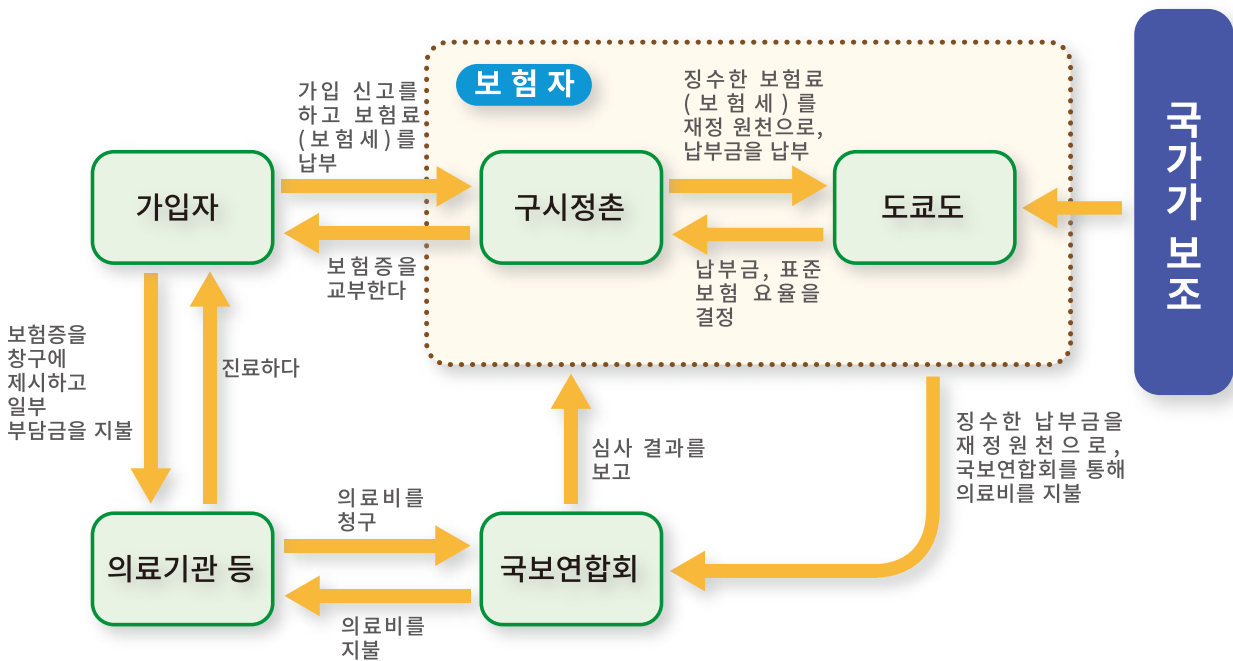 보험자
가입 신고를
하고 보험료
(보험세)를
납부
징수한 보험료
(보험세)를
재정 원천으로,
납부금을 납부
국가가 보조
가입자
구시정촌
도쿄도
보험증을
교부한다
납부금, 표준
보험 요율을
결정
보험증을
창구에
제시하고
일부
부담금을 지불
진료하다
심사 결과를
보고
징수한 납부금을
재정원천으로,
국보연합회를 통해
의료비를 지불
의료비를
청구
의료기관 등
국보연합회
의료비를
지불